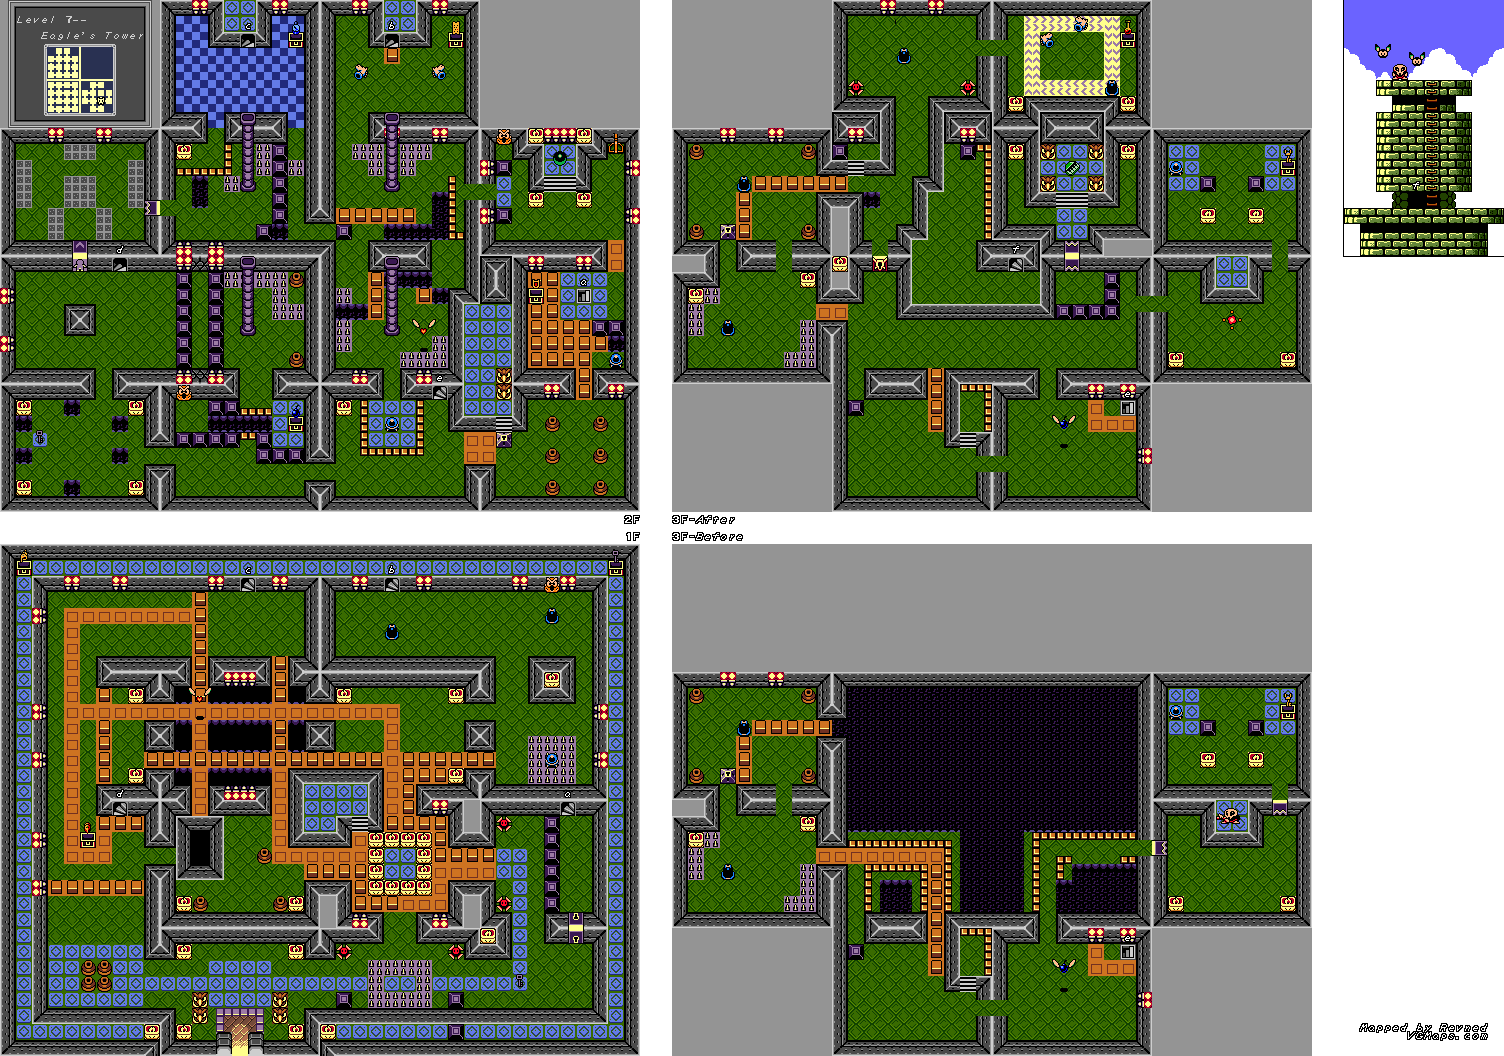 Level 7--
Eagle's Tower
c
b
d
a
e
f
e
2F
3F-After
1F
3F-Before
c
b
d
a
e
Mapped by Revned
VGMaps.com